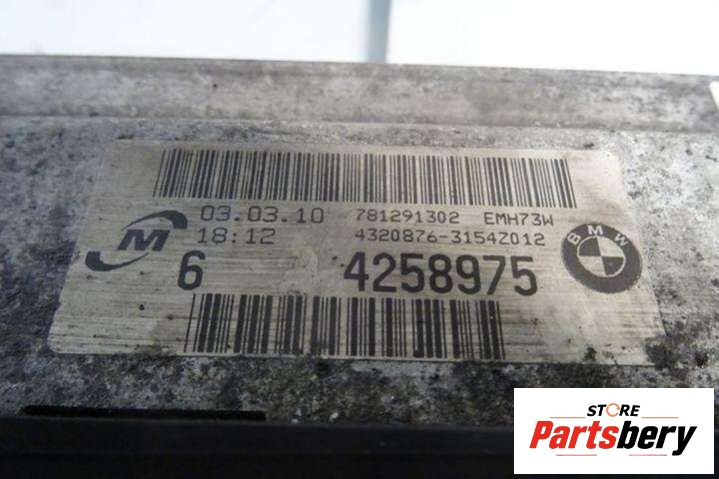 03.03.10 781291302 EMH73W
18:12 4320876-3154Z012
M
BMW
6 4258975
STORE
Partsbery